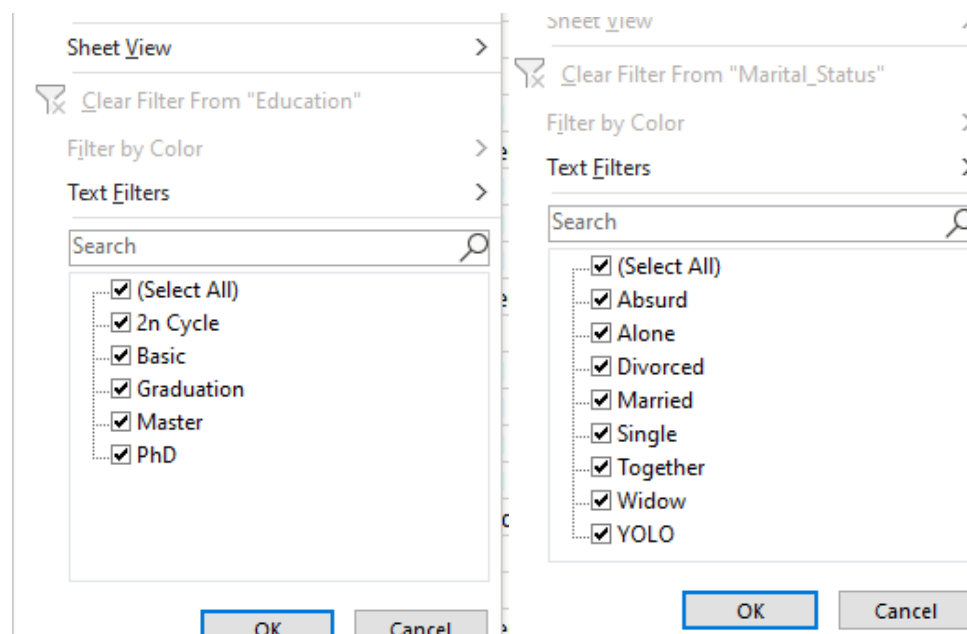 Sheet View
Clear Filter From "Education"
Filter by Color
Text Filters
Search
(Select All)
2n Cycle
Basic
Graduation
Master
PhD
OK Cancel
Sheet View
Clear Filter From "Marital_Status"
Filter by Color
Text Filters
Search
(Select All)
Absurd
Alone
Divorced
Married
Single
Together
Widow
YOLO
OK Cancel